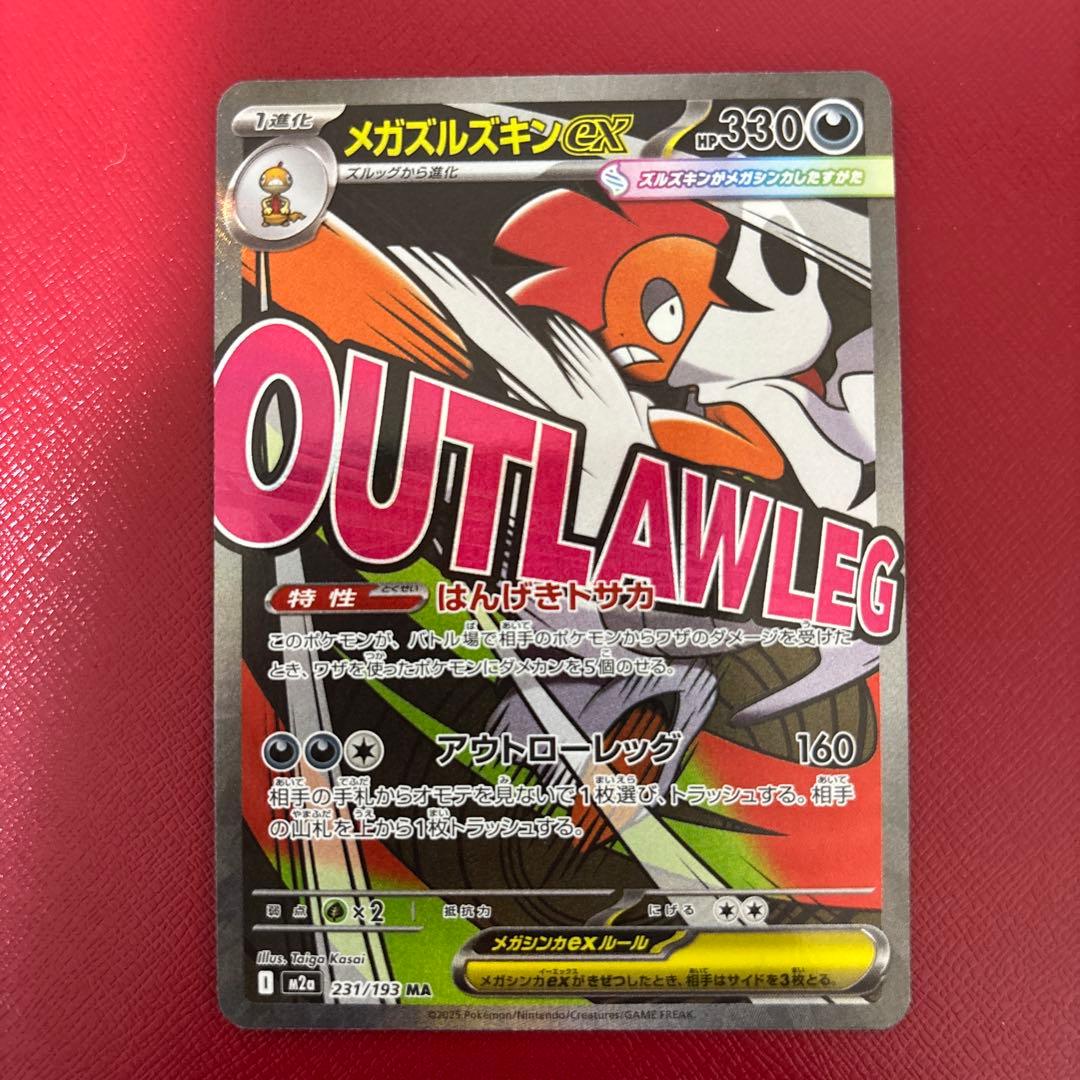 1進化
メガズルズキンex
HP330
ズルッグから進化
ズルズキンがメガシンカしたすがた
OUTLAWLEG
特性 とくせい
はんげきトサカ
このポケモンが、バトル場で相手のポケモンからワザのダメージを受けた
とき、ワザを使ったポケモンにダメカンを5個のせる。
アウトローレッグ 160
相手の手札からオモテを見ないで1枚選び、トラッシュする。相手
の山札を上から1枚トラッシュする。
弱点 ×2 抵抗力 にげる
メガシンカexルール
メガシンカexがきぜつしたとき、相手はサイドを3枚とる。
Illus. Taiga Kasai
I m2a 231/193 MA
©2025 Pokémon/Nintendo/Creatures/GAME FREAK.